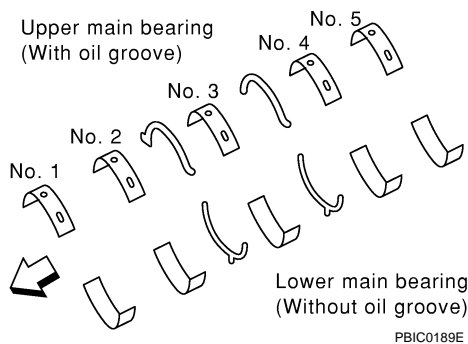 Upper main bearing
(With oil groove)
No. 5
No. 4
No. 3
No. 2
No. 1
Lower main bearing
(Without oil groove)
PBIC0189E